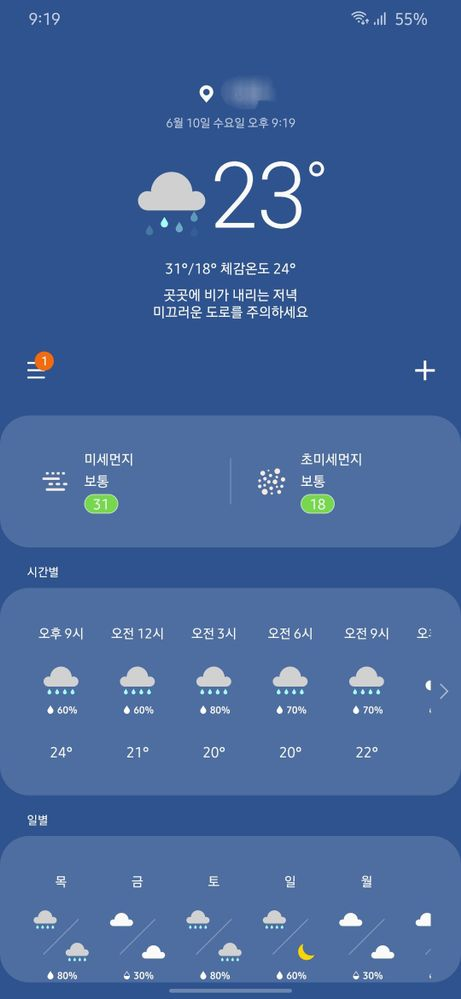 9:19 55%
6월 10일 수요일 오후 9:19
23°
31°/18° 체감온도 24°
곳곳에 비가 내리는 저녁
미끄러운 도로를 주의하세요
1
미세먼지 초미세먼지
보통 보통
31 18
시간별
오후 9시 오전 12시 오전 3시 오전 6시 오전 9시
60% 60% 80% 70% 70%
24° 21° 20° 20° 22°
일별
목 금 토 일 월
80% 30% 80% 60% 30%